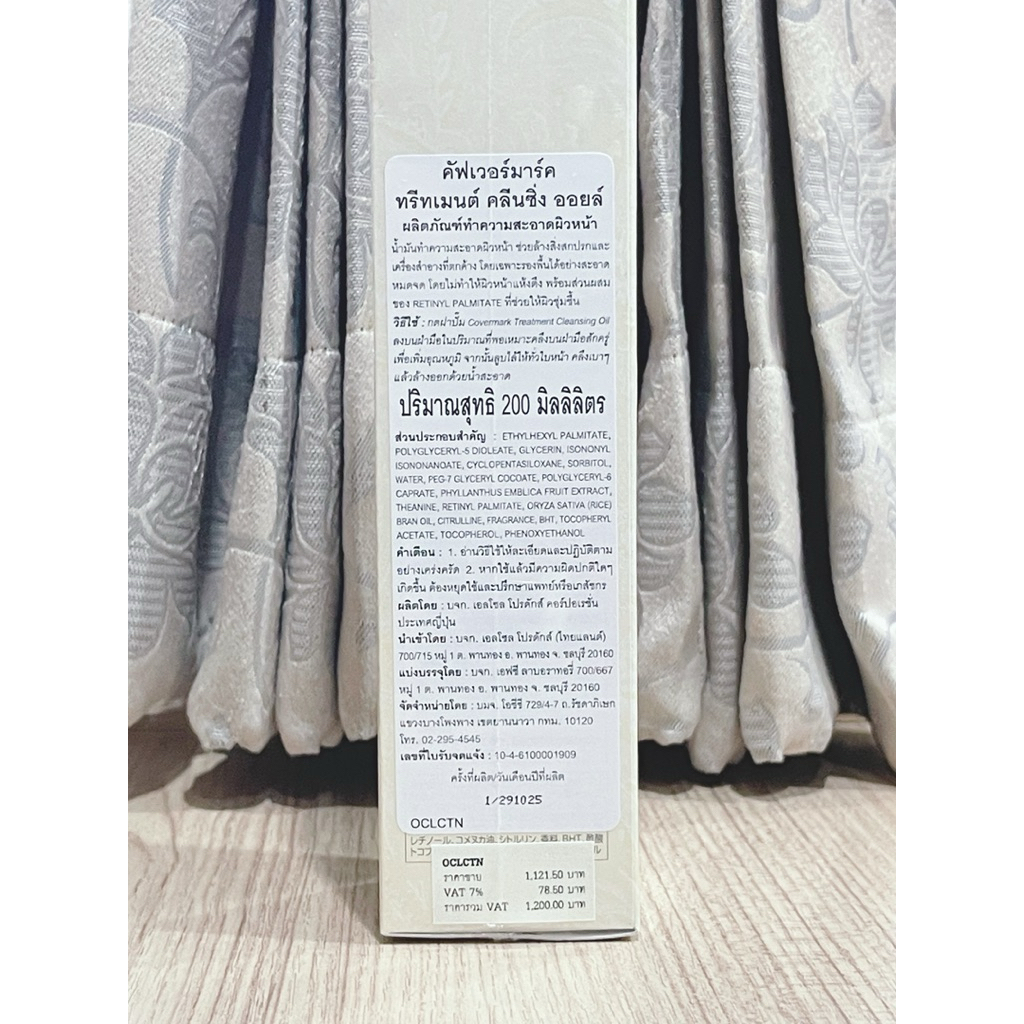 คัฟเวอร์มาร์ค
ทรีทเมนต์ คลีนซิ่ง ออยล์
ผลิตภัณฑ์ทำความสะอาดผิวหน้า
น้ำมันทำความสะอาดผิวหน้า ช่วยล้างสิ่งสกปรกและ
เครื่องสำอางที่ตกค้าง โดยเฉพาะรองพื้นได้อย่างสะอาด
หมดจด โดยไม่ทำให้ผิวหน้าแห้งตึง พร้อมส่วนผสม
ของ RETINYL PALMITATE ที่ช่วยให้ผิวชุ่มชื้น
วิธีใช้ : กดฝาปั๊ม Covermark Treatment Cleansing Oil
ลงบนฝ่ามือในปริมาณที่พอเหมาะคลึงบนฝ่ามือสักครู่
เพื่อเพิ่มอุณหภูมิ จากนั้นลูบไล้ให้ทั่วใบหน้า คลึงเบาๆ
แล้วล้างออกด้วยน้ำสะอาด
ปริมาณสุทธิ 200 มิลลิลิตร
ส่วนประกอบสำคัญ : ETHYLHEXYL PALMITATE,
POLYGLYCERYL-5 DIOLEATE, GLYCERIN, ISONONYL
ISONONANOATE, CYCLOPENTASILOXANE, SORBITOL,
WATER, PEG-7 GLYCERYL COCOATE, POLYGLYCERYL-6
CAPRATE, PHYLLANTHUS EMBLICA FRUIT EXTRACT,
THEANINE, RETINYL PALMITATE, ORYZA SATIVA (RICE)
BRAN OIL, CITRULLINE, FRAGRANCE, BHT, TOCOPHERYL
ACETATE, TOCOPHEROL, PHENOXYETHANOL
คำเตือน : 1. อ่านวิธีใช้ให้ละเอียดและปฏิบัติตาม
อย่างเคร่งครัด 2. หากใช้แล้วมีความผิดปกติใดๆ
เกิดขึ้น ต้องหยุดใช้และปรึกษาแพทย์หรือเภสัชกร
ผลิตโดย : บจก. เอลโซล โปรดักส์ คอร์ปอเรชั่น
ประเทศญี่ปุ่น
นำเข้าโดย : บจก. เอลโซล โปรดักส์ (ไทยแลนด์)
700/715 หมู่ 1 ต. พานทอง อ. พานทอง จ. ชลบุรี 20160
แบ่งบรรจุโดย : บจก. เอฟซี ลาบอราทอรี่ 700/667
หมู่ 1 ต. พานทอง อ. พานทอง จ. ชลบุรี 20160
จัดจำหน่ายโดย : บมจ. โอซีซี 729/4-7 ถ.รัชดาภิเษก
แขวงบางโพงพาง เขตยานนาวา กทม. 10120
โทร. 02-295-4545
เลขที่ใบรับจดแจ้ง : 10-4-6100001909
ครั้งที่ผลิต/วันเดือนปีที่ผลิต
1/291025
OCLCTN
レチノール、コメヌカ油、シトルリン、香料、BHT、酢酸
トコフ
OCLCTN
ราคาขาย 1,121.50 บาท
VAT 7% 78.50 บาท
ราคารวม VAT 1,200.00 บาท